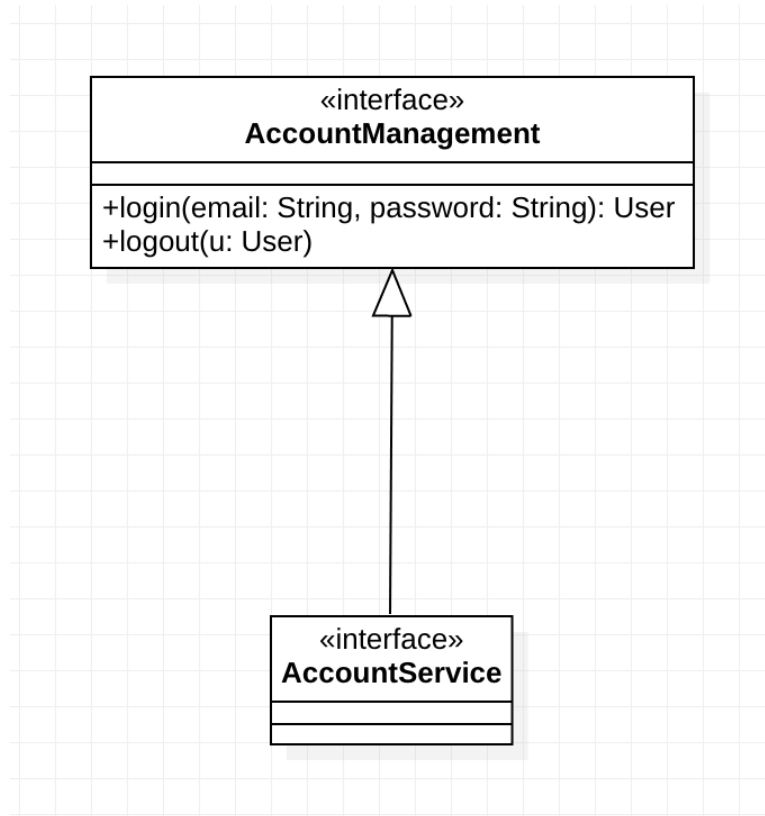 «interface»
AccountManagement
+login(email: String, password: String): User
+logout(u: User)
«interface»
AccountService